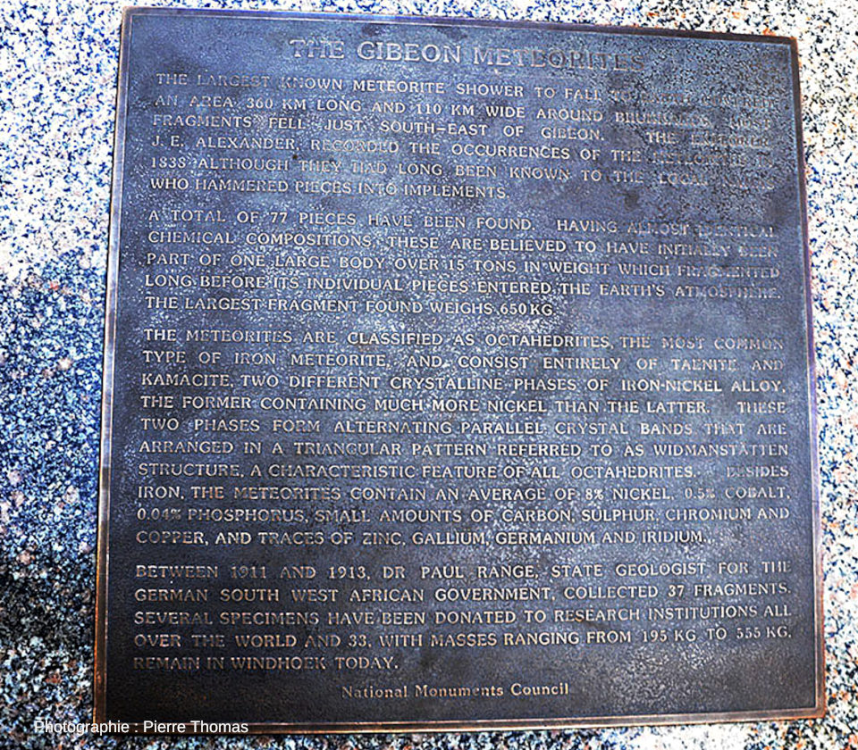 THE GIBEON METEORITES
THE LARGEST KNOWN METEORITE SHOWER TO FALL
AN AREA 360 KM LONG AND 110 KM WIDE AROUND
FRAGMENTS FELL JUST SOUTH-EAST OF GIBEON. THE
J. E. ALEXANDER, RECORDED THE OCCURRENCES OF THE
1838 ALTHOUGH THEY HAD LONG BEEN KNOWN TO THE
WHO HAMMERED PIECES INTO IMPLEMENTS.
A TOTAL OF 77 PIECES HAVE BEEN FOUND. HAVING ALMOST IDENTICAL
CHEMICAL COMPOSITIONS, THESE ARE BELIEVED TO HAVE INITIALLY BEEN
PART OF ONE LARGE BODY OVER 15 TONS IN WEIGHT WHICH FRAGMENTED
LONG BEFORE ITS INDIVIDUAL PIECES ENTERED THE EARTH'S ATMOSPHERE.
THE LARGEST FRAGMENT FOUND WEIGHS 650 KG.
THE METEORITES ARE CLASSIFIED AS OCTAHEDRITES, THE MOST COMMON
TYPE OF IRON METEORITE, AND CONSIST ENTIRELY OF TAENITE AND
KAMACITE, TWO DIFFERENT CRYSTALLINE PHASES OF IRON-NICKEL ALLOY,
THE FORMER CONTAINING MUCH MORE NICKEL THAN THE LATTER. THESE
TWO PHASES FORM ALTERNATING PARALLEL CRYSTAL BANDS THAT ARE
ARRANGED IN A TRIANGULAR PATTERN REFERRED TO AS WIDMANSTATTEN
STRUCTURE, A CHARACTERISTIC FEATURE OF ALL OCTAHEDRITES. BESIDES
IRON, THE METEORITES CONTAIN AN AVERAGE OF 8% NICKEL, 0.5% COBALT,
0.04% PHOSPHORUS, SMALL AMOUNTS OF CARBON, SULPHUR, CHROMIUM AND
COPPER, AND TRACES OF ZINC, GALLIUM, GERMANIUM AND IRIDIUM.
BETWEEN 1911 AND 1913, DR PAUL RANGE, STATE GEOLOGIST FOR THE
GERMAN SOUTH WEST AFRICAN GOVERNMENT, COLLECTED 37 FRAGMENTS.
SEVERAL SPECIMENS HAVE BEEN DONATED TO RESEARCH INSTITUTIONS ALL
OVER THE WORLD AND 33, WITH MASSES RANGING FROM 195 KG TO 555 KG,
REMAIN IN WINDHOEK TODAY.
National Monuments Council
Photographie : Pierre Thomas